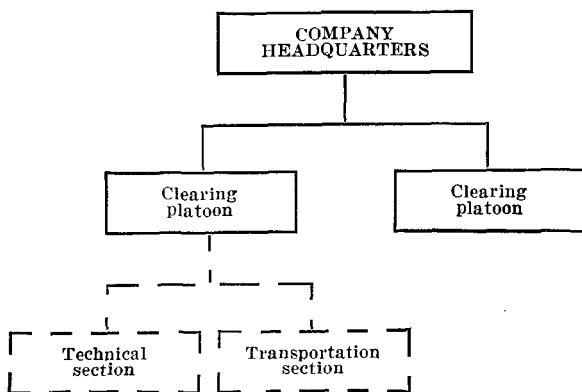 COMPANY
HEADQUARTERS
Clearing
platoon
Clearing
platoon
Technical
section
Transportation
section